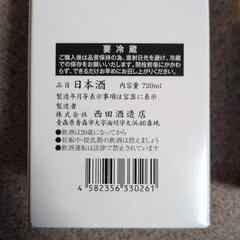 要冷蔵
ご購入後は品質保持の為、直射日光を避け、冷蔵
での保存をお願いいたします。開栓前後にかかわ
らず、できるだけお早めにお召し上がりください。
品目 日本酒 内容量 720ml
製造年月等表示事項は容器に表示
製造者
株式会社 西田酒造店
青森県青森市大字油川字大浜46番地
●飲酒は20歳になってから
●妊娠中・授乳期の飲酒は控えましょう
●飲酒運転は法律で禁止されています
4 582356 330261